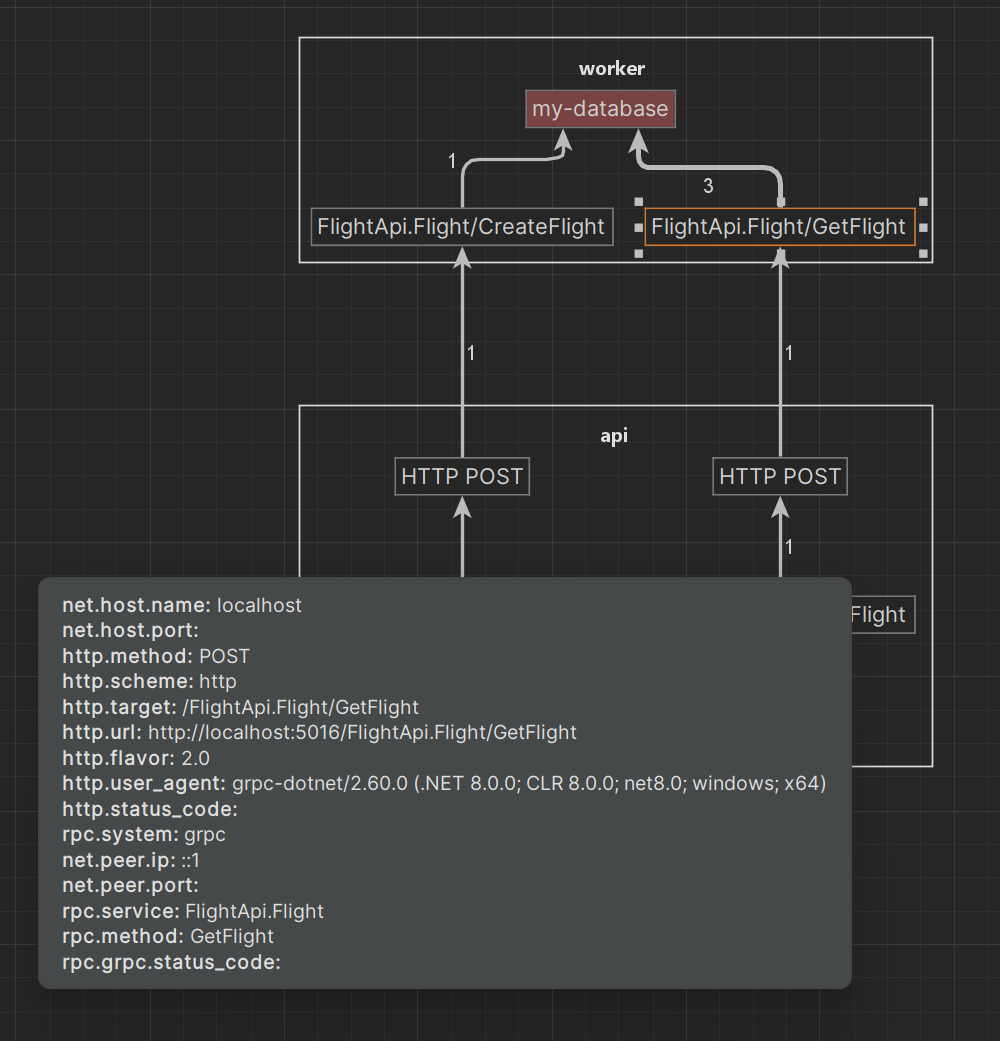 worker
my-database
1
3
FlightApi.Flight/CreateFlight
FlightApi.Flight/GetFlight
1
1
api
HTTP POST
HTTP POST
1
Flight
net.host.name: localhost
net.host.port:
http.method: POST
http.scheme: http
http.target: /FlightApi.Flight/GetFlight
http.url: http://localhost:5016/FlightApi.Flight/GetFlight
http.flavor: 2.0
http.user_agent: grpc-dotnet/2.60.0 (.NET 8.0.0; CLR 8.0.0; net8.0; windows; x64)
http.status_code:
rpc.system: grpc
net.peer.ip: ::1
net.peer.port:
rpc.service: FlightApi.Flight
rpc.method: GetFlight
rpc.grpc.status_code: